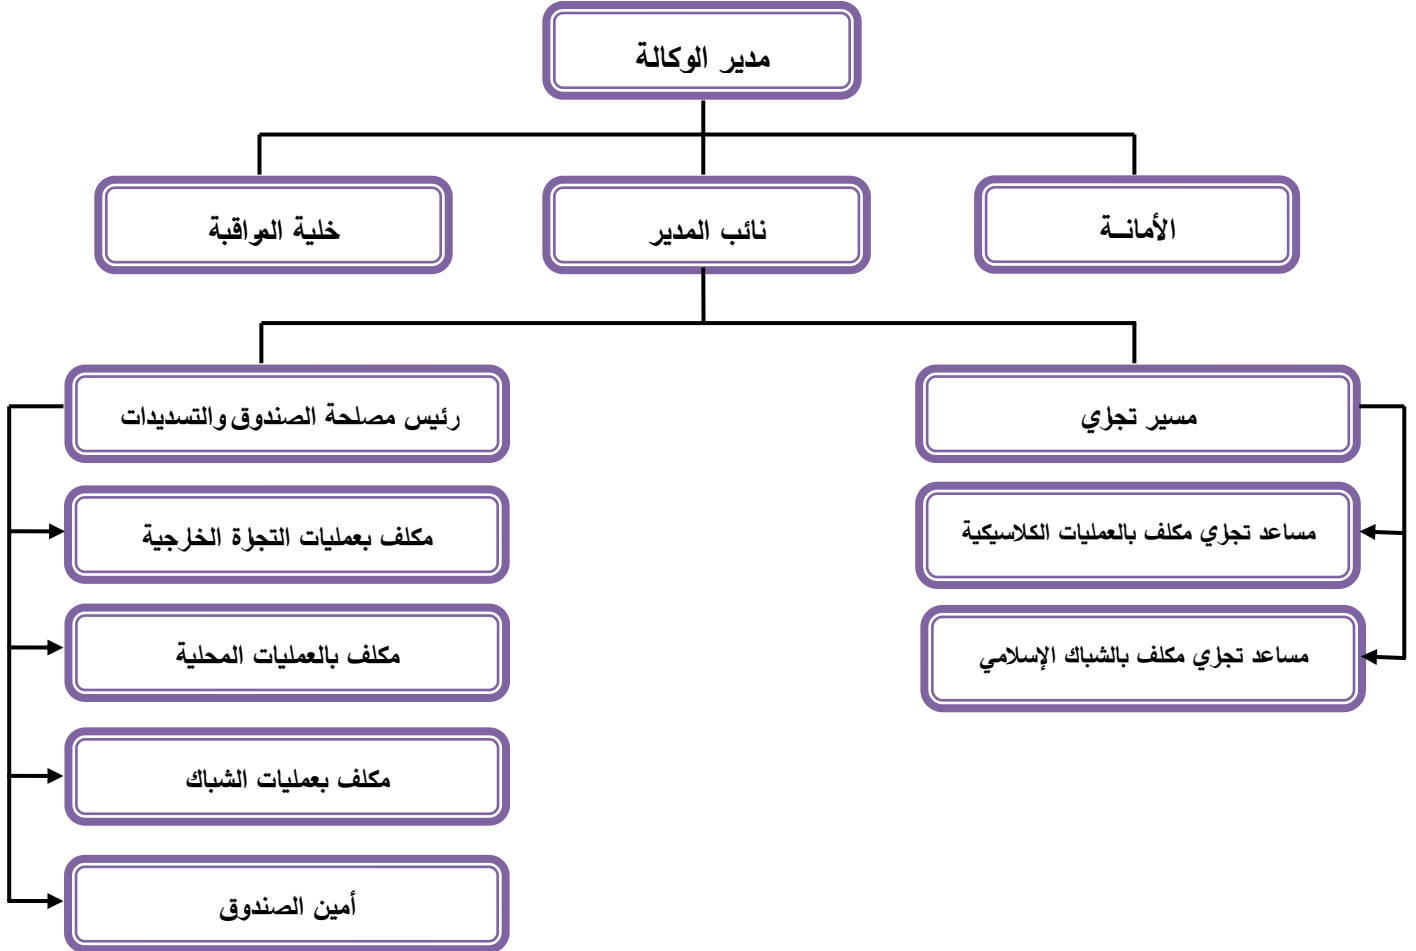 مدير الوكالة
الأمانــة
نائب المدير
خلية المراقبة
مسير تجاري
رئيس مصلحة الصندوق والتسديدات
مساعد تجاري مكلف بالعمليات الكلاسيكية
مكلف بعمليات التجارة الخارجية
مساعد تجاري مكلف بالشباك الإسلامي
مكلف بالعمليات المحلية
مكلف بعمليات الشباك
أمين الصندوق